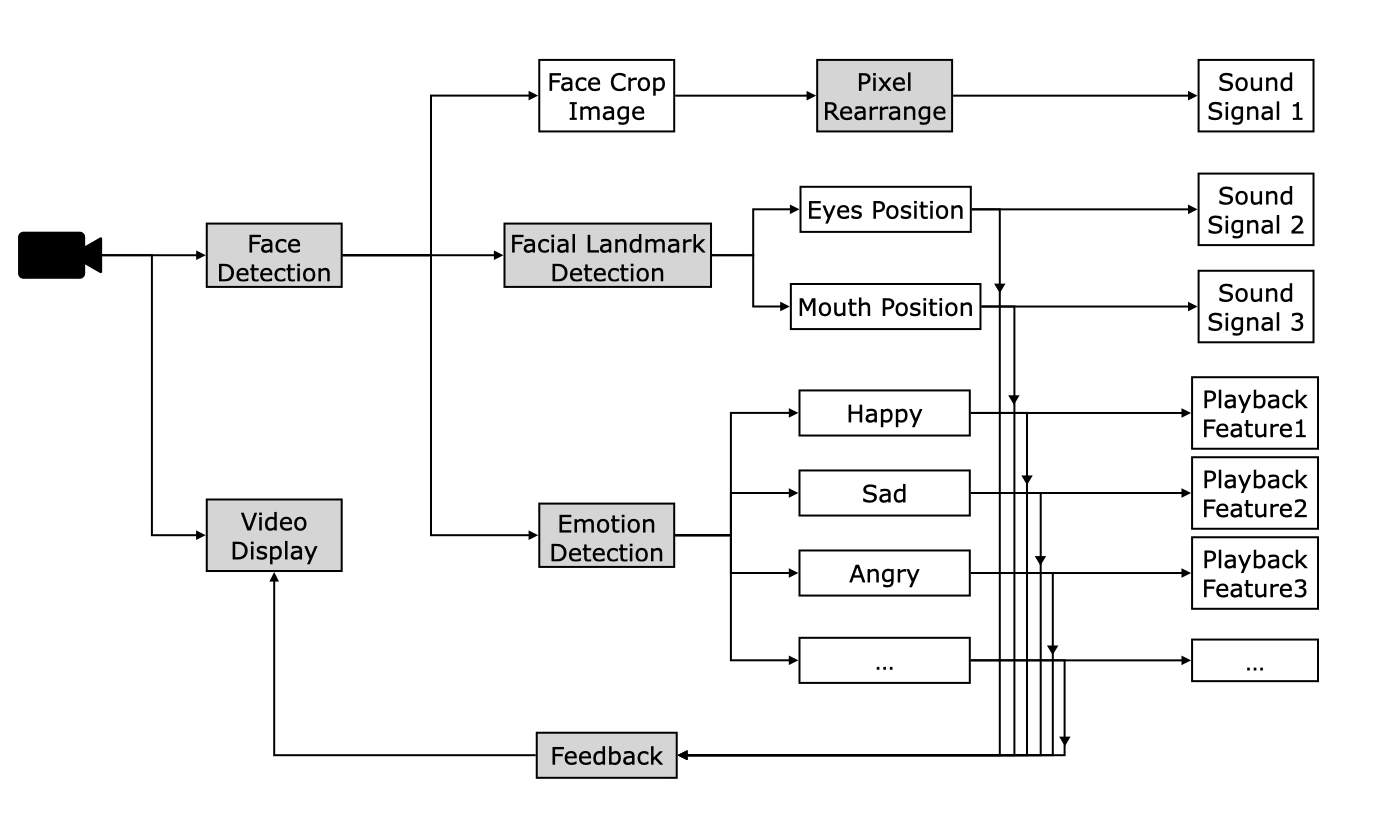 Face Crop
Image
Pixel
Rearrange
Sound
Signal 1
Face
Detection
Facial Landmark
Detection
Eyes Position
Sound
Signal 2
Mouth Position
Sound
Signal 3
Happy
Playback
Feature1
Sad
Playback
Feature2
Video
Display
Emotion
Detection
Angry
Playback
Feature3
...
...
Feedback